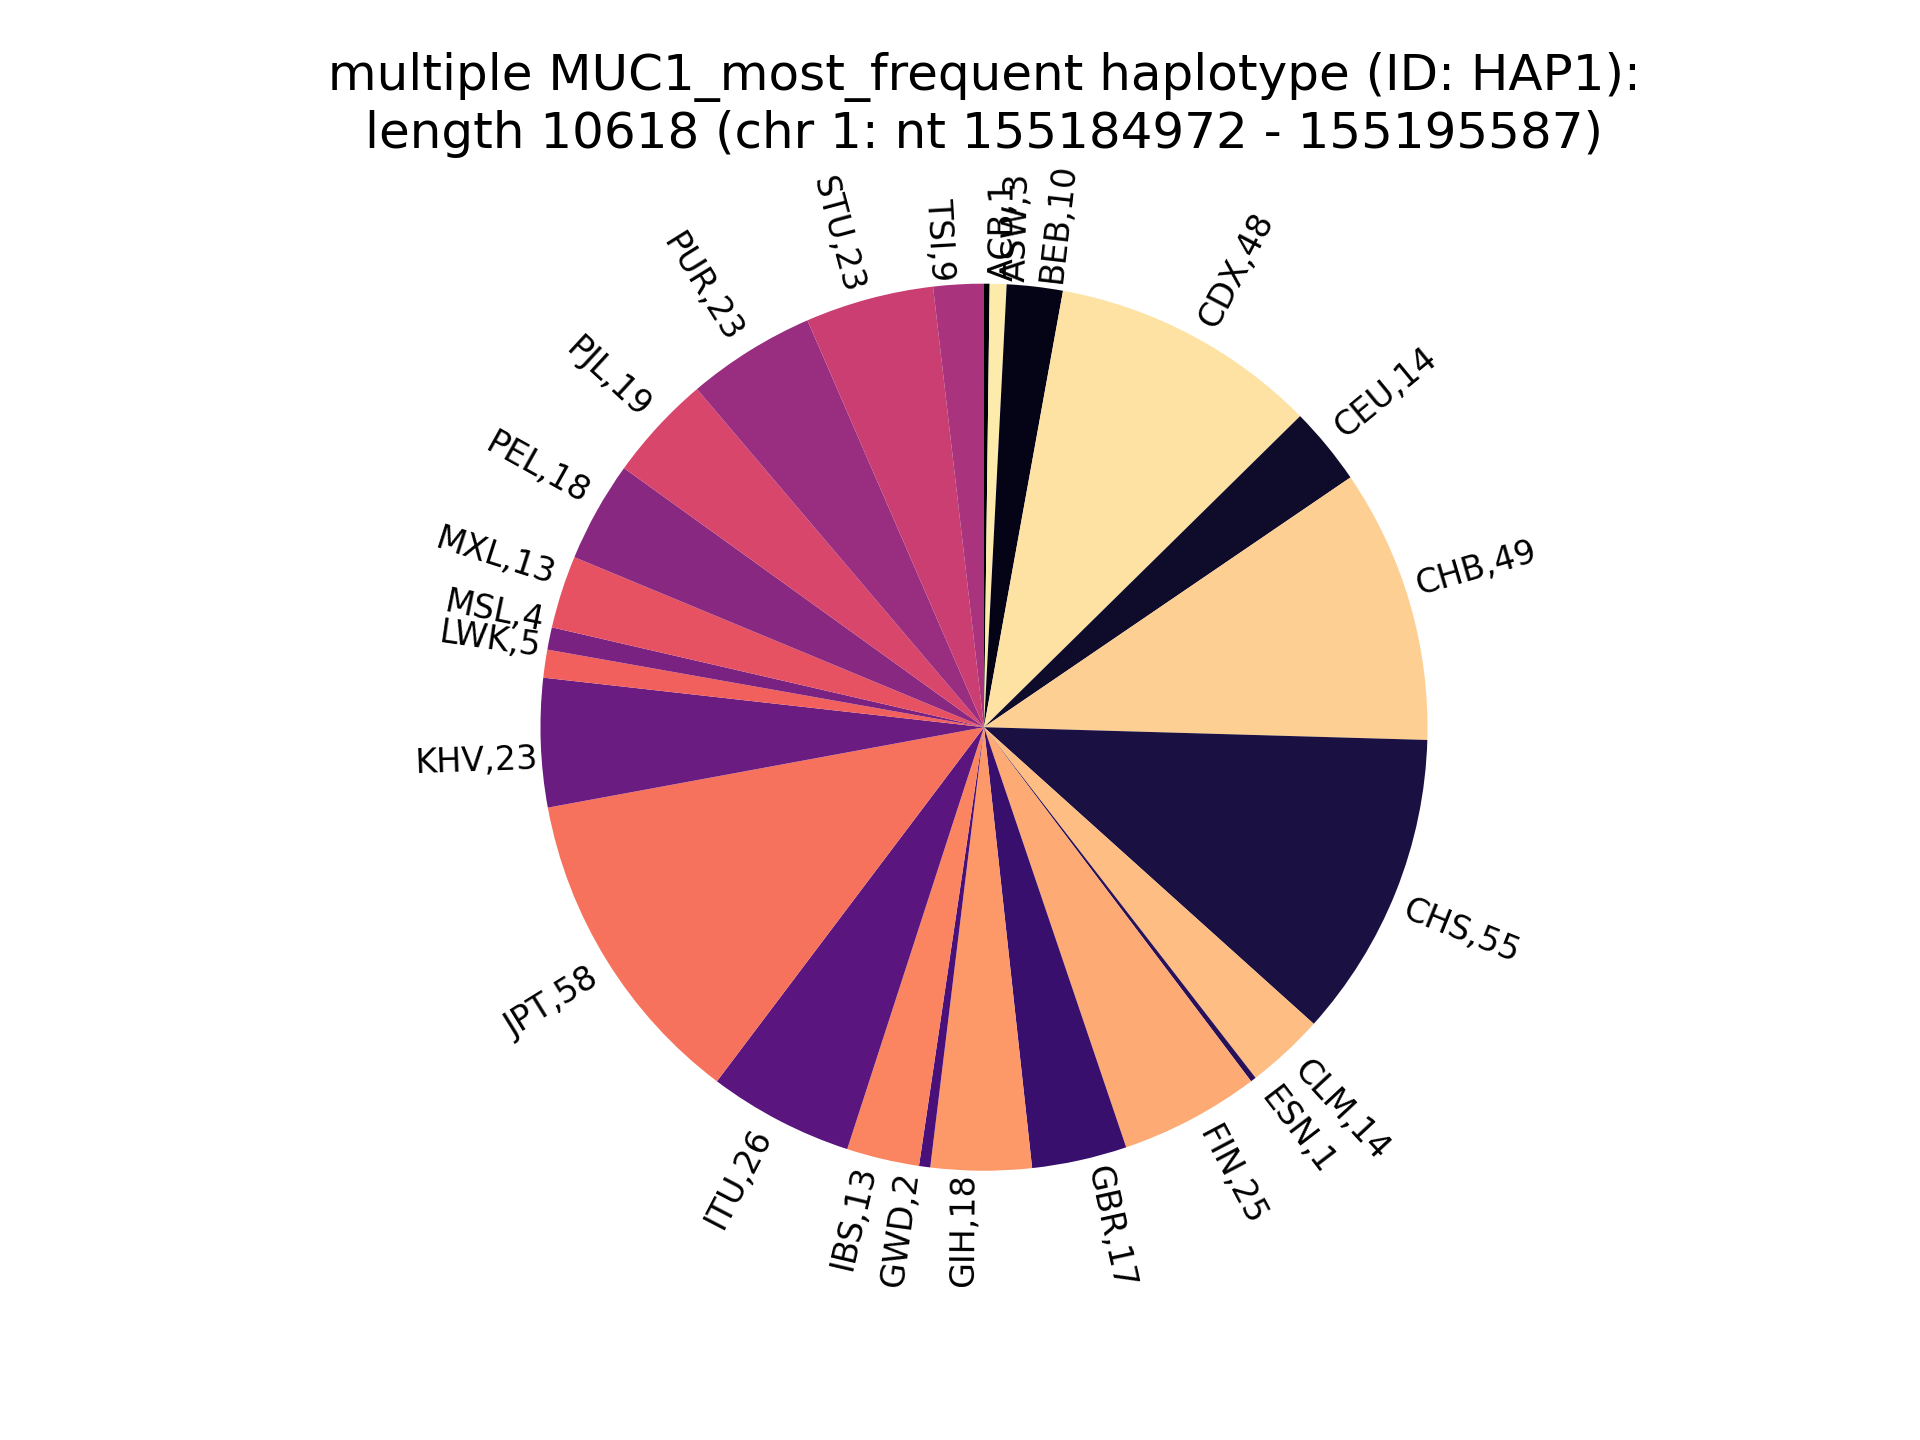 multiple MUC1_most_frequent haplotype (ID: HAP1):
length 10618 (chr 1: nt 155184972 - 155195587)
ACB,1
ASW,3
BEB,10
CDX,48
CEU,14
CHB,49
CHS,55
CLM,14
ESN,1
FIN,25
GBR,17
GIH,18
GWD,2
IBS,13
ITU,26
JPT,58
KHV,23
LWK,5
MSL,4
MXL,13
PEL,18
PJL,19
PUR,23
STU,23
TSI,9